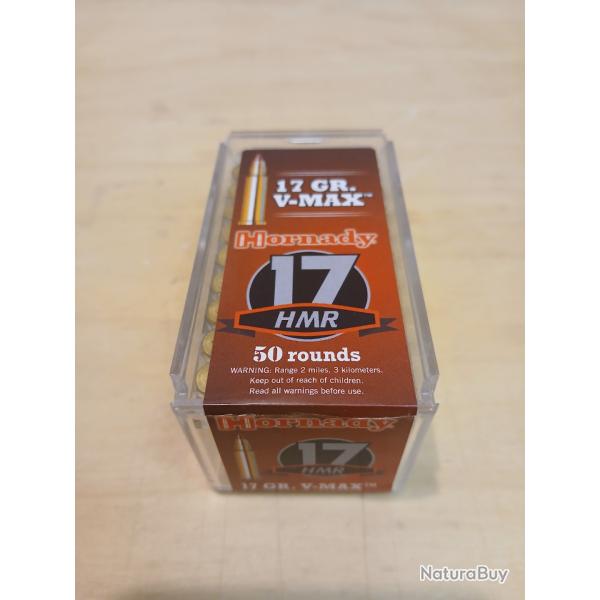 17 GR.
V-MAX™
Hornady
17
HMR
50 rounds
WARNING: Range 2 miles, 3 kilometers.
Keep out of reach of children.
Read all warnings before use.
Hornady
17
HMR
17 GR. V-MAX™
NaturaBuy